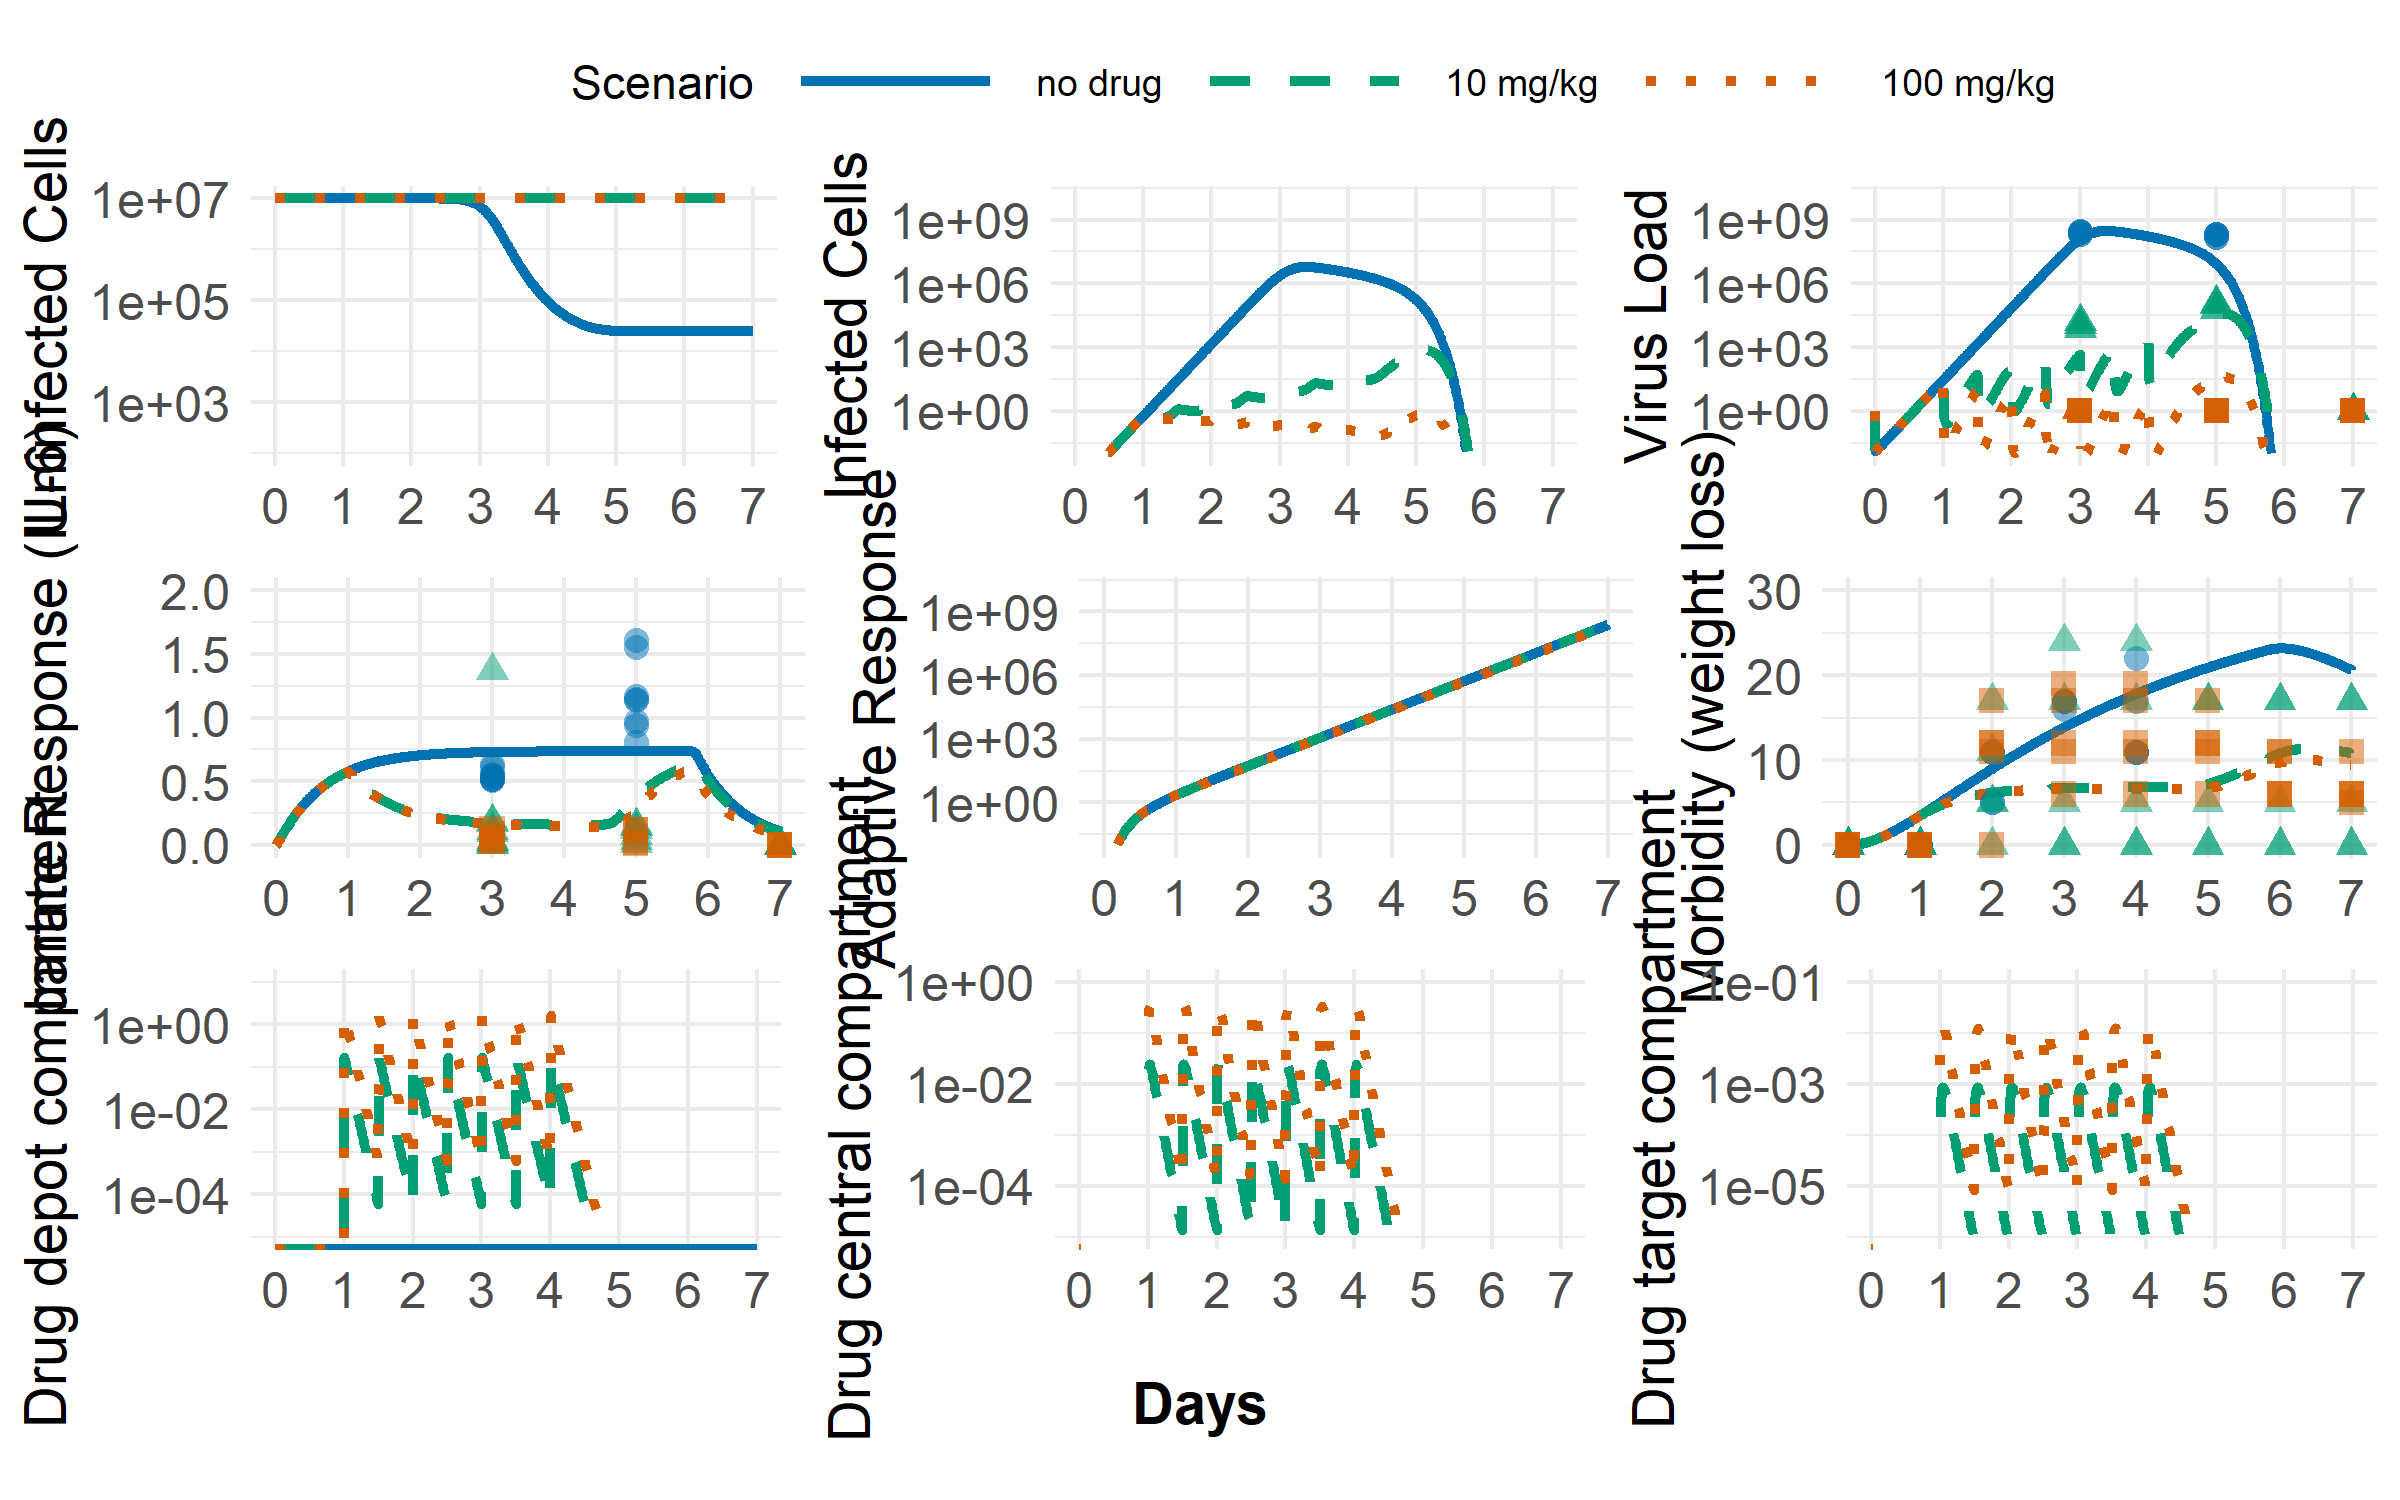 Scenario no drug 10 mg/kg 100 mg/kg
Uninfected Cells
1e+07
1e+05
1e+03
0 1 2 3 4 5 6 7
Infected Cells
1e+09
1e+06
1e+03
1e+00
0 1 2 3 4 5 6 7
Virus Load
1e+09
1e+06
1e+03
1e+00
0 1 2 3 4 5 6 7
Innate Response (IL-6)
2.0
1.5
1.0
0.5
0.0
0 1 2 3 4 5 6 7
Adaptive Response
1e+09
1e+06
1e+03
1e+00
0 1 2 3 4 5 6 7
Morbidity (weight loss)
30
20
10
0
0 1 2 3 4 5 6 7
Drug depot compartment
1e+00
1e-02
1e-04
0 1 2 3 4 5 6 7
Drug central compartment
1e+00
1e-02
1e-04
0 1 2 3 4 5 6 7
Drug target compartment
1e-01
1e-03
1e-05
0 1 2 3 4 5 6 7
Days